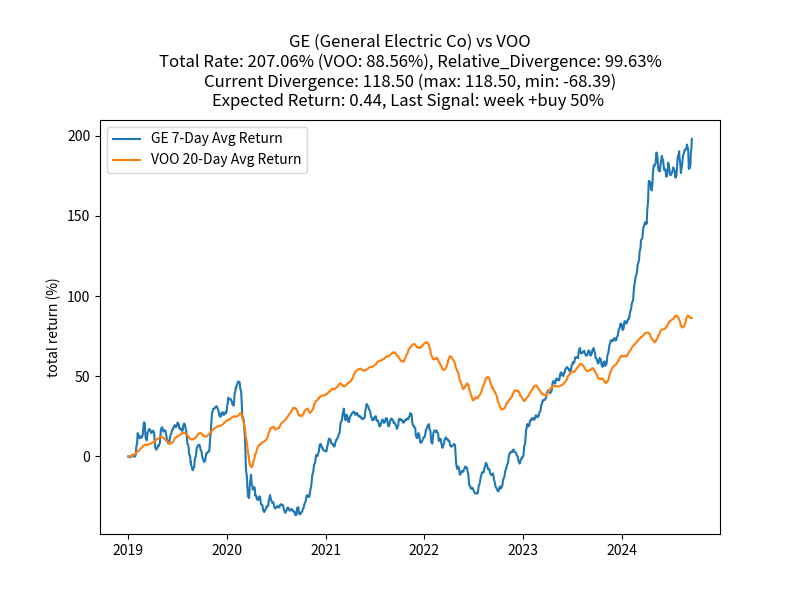 GE (General Electric Co) vs VOO
Total Rate: 207.06% (VOO: 88.56%), Relative_Divergence: 99.63%
Current Divergence: 118.50 (max: 118.50, min: -68.39)
Expected Return: 0.44, Last Signal: week +buy 50%
GE 7-Day Avg Return
VOO 20-Day Avg Return
total return (%)
200
150
100
50
0
2019 2020 2021 2022 2023 2024